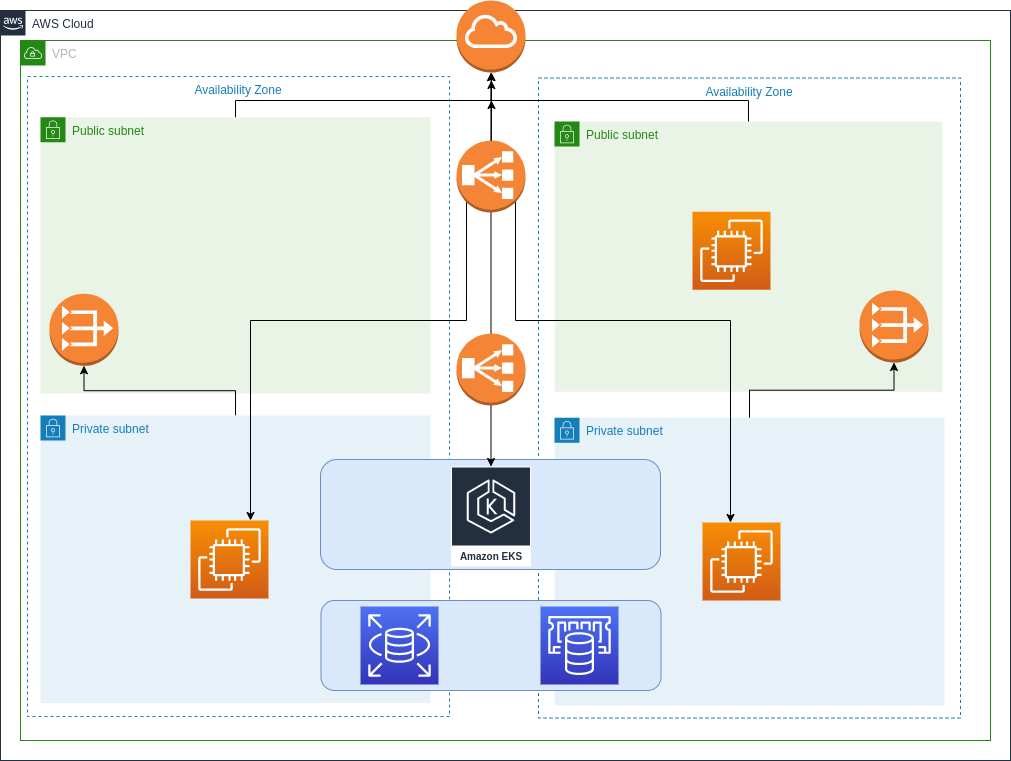 aws
AWS Cloud
VPC
Availability Zone
Availability Zone
Public subnet
Public subnet
Private subnet
Private subnet
K
Amazon EKS